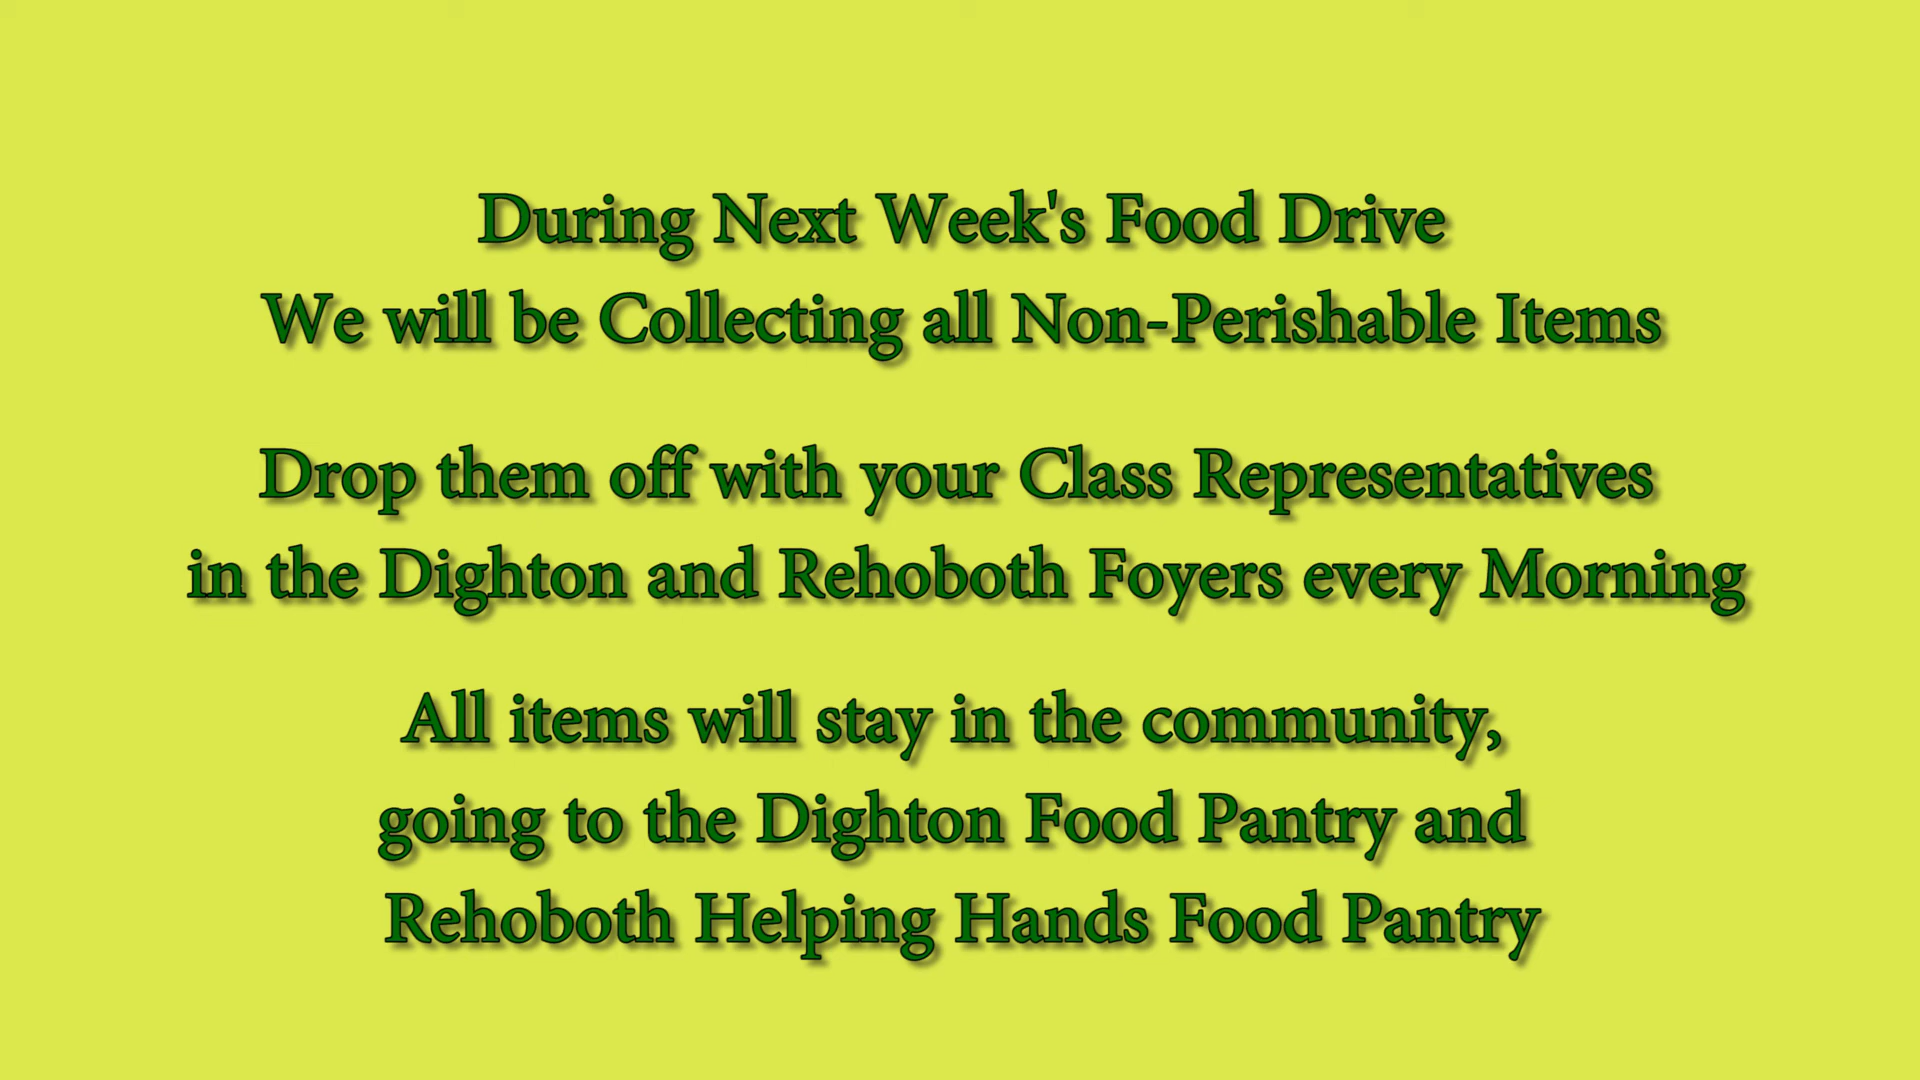 During Next Week's Food Drive
We will be Collecting all Non-Perishable Items
Drop them off with your Class Representatives
in the Dighton and Rehoboth Foyers every Morning
All items will stay in the community,
going to the Dighton Food Pantry and
Rehoboth Helping Hands Food Pantry